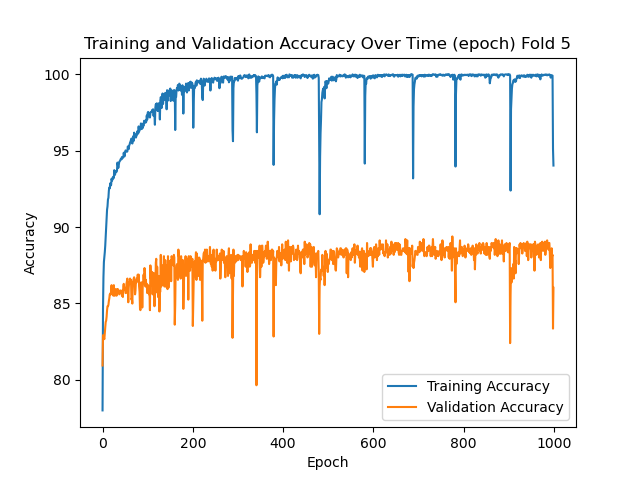 Training and Validation Accuracy Over Time (epoch) Fold 5
100
95
90
85
80
Accuracy
0
200
400
600
800
1000
Epoch
Training Accuracy
Validation Accuracy